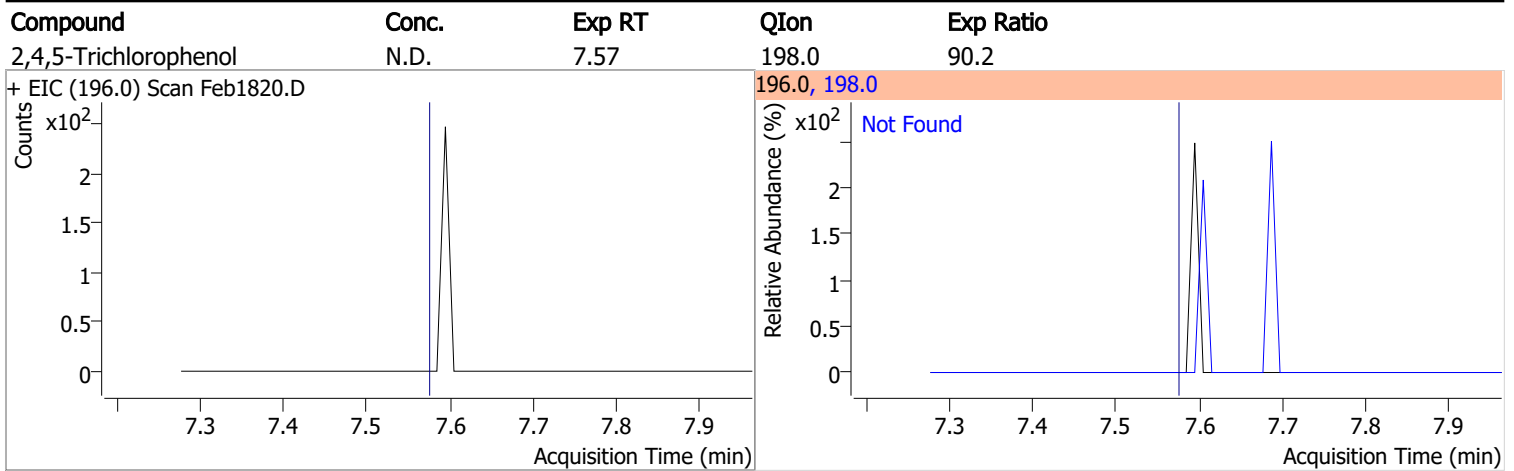 Compound Conc. Exp RT QIon Exp Ratio
2,4,5-Trichlorophenol N.D. 7.57 198.0 90.2
+ EIC (196.0) Scan Feb1820.D
Counts
x10²
2
1.5
1
0.5
0
7.3 7.4 7.5 7.6 7.7 7.8 7.9
Acquisition Time (min)
196.0, 198.0
Relative Abundance (%)
x10²
Not Found
2
1.5
1
0.5
0
7.3 7.4 7.5 7.6 7.7 7.8 7.9
Acquisition Time (min)